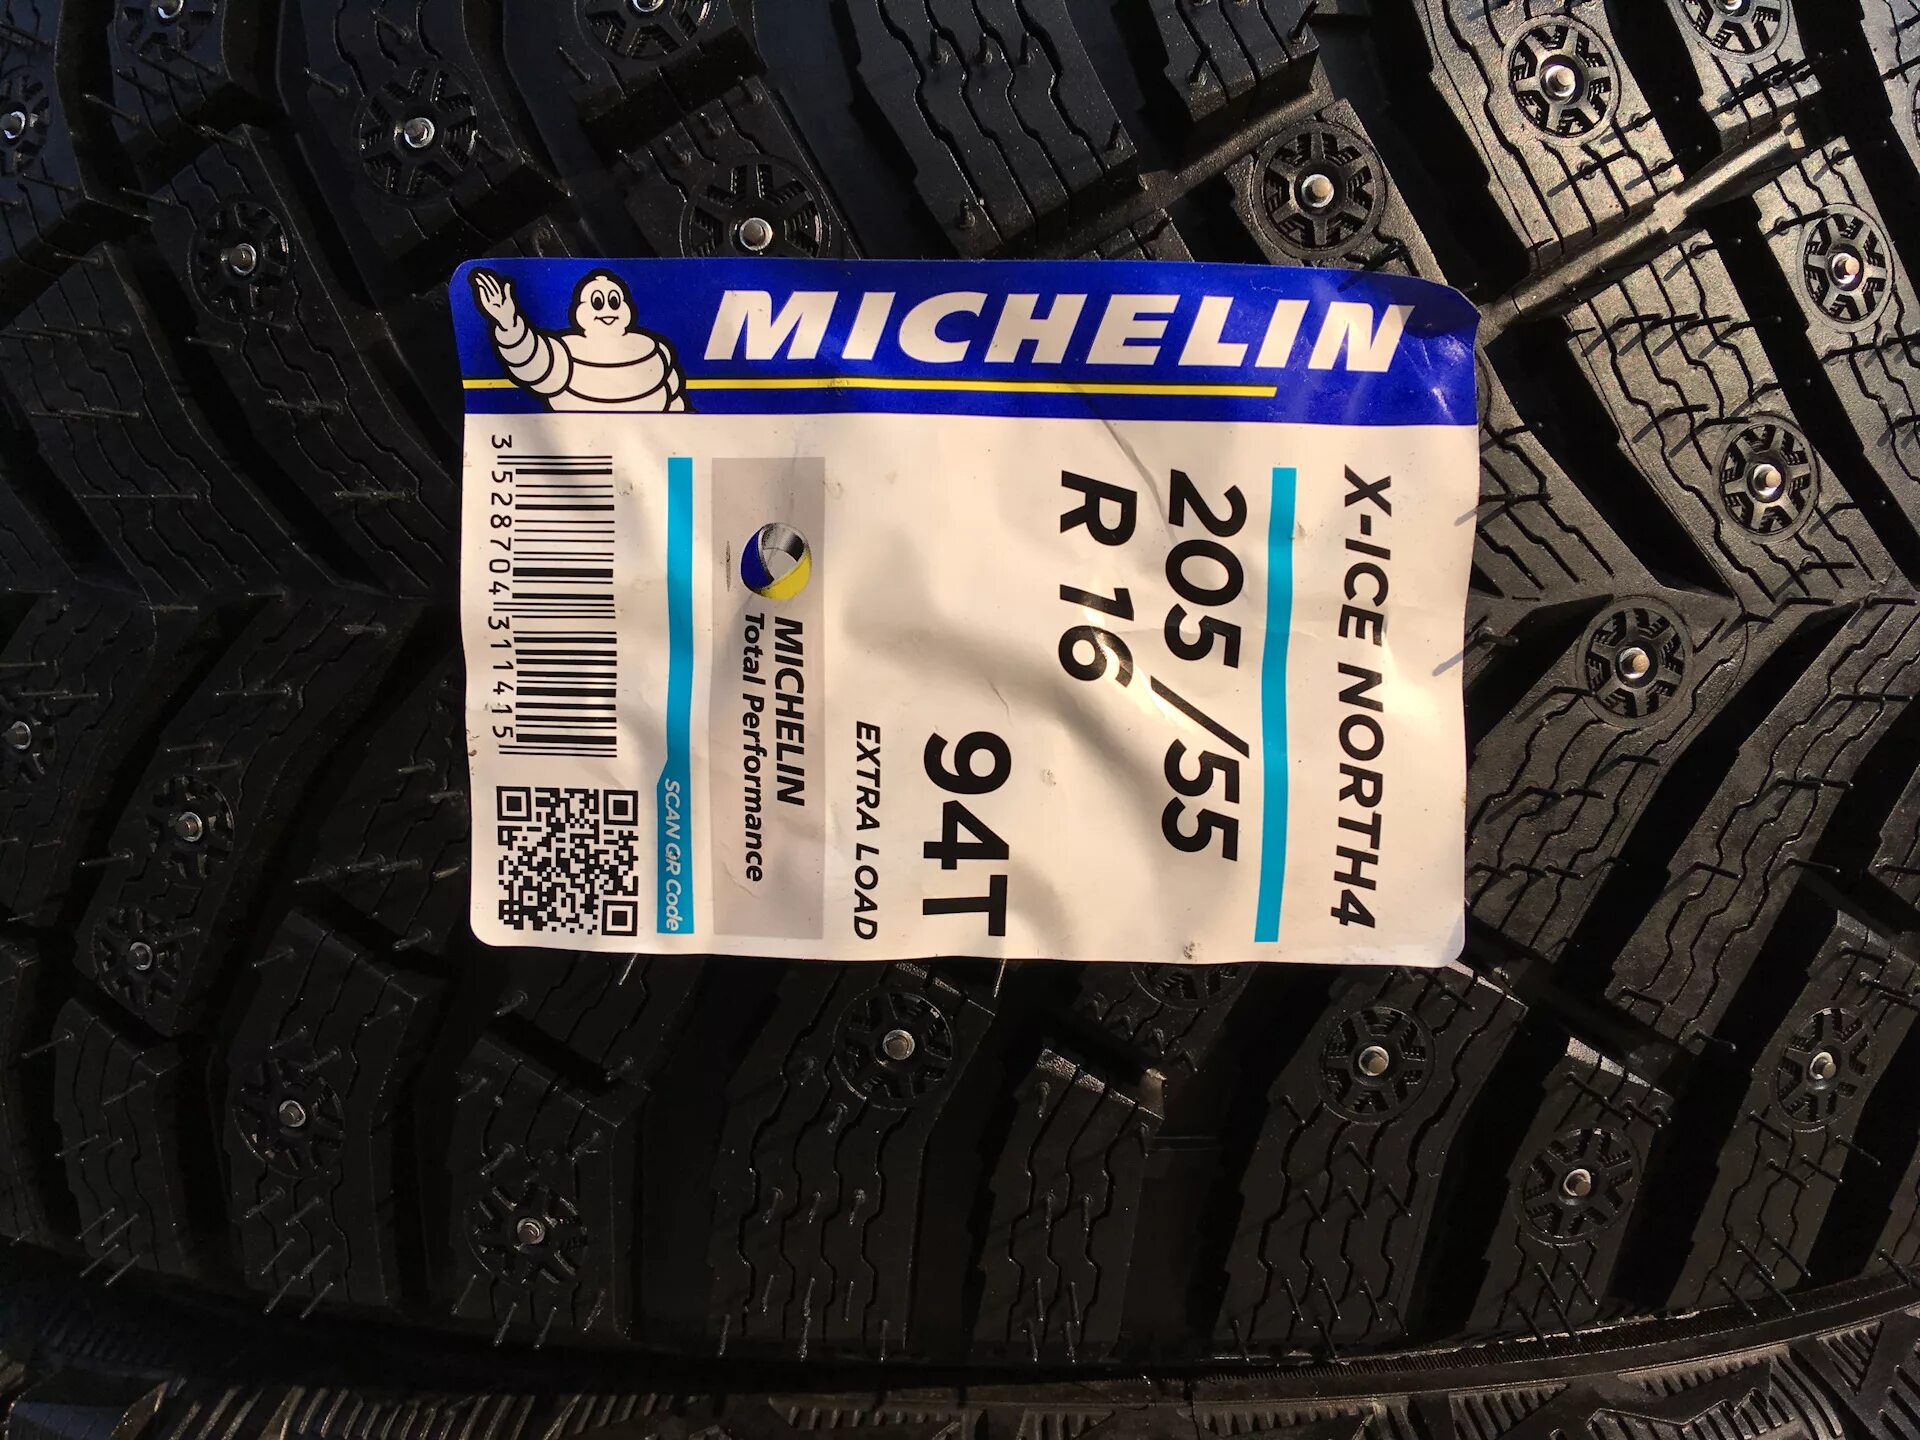 MICHELIN
X-ICE NORTH4
205/55
R 16
94T
EXTRA LOAD
MICHELIN
Total Performance
SCAN QR Code
3 528704 311415